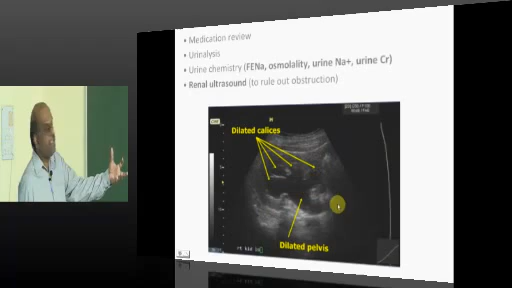 • Medication review
• Urinalysis
• Urine chemistry (FENa, osmolality, urine Na+, urine Cr)
• Renal ultrasound (to rule out obstruction)
Dilated calices
Dilated pelvis